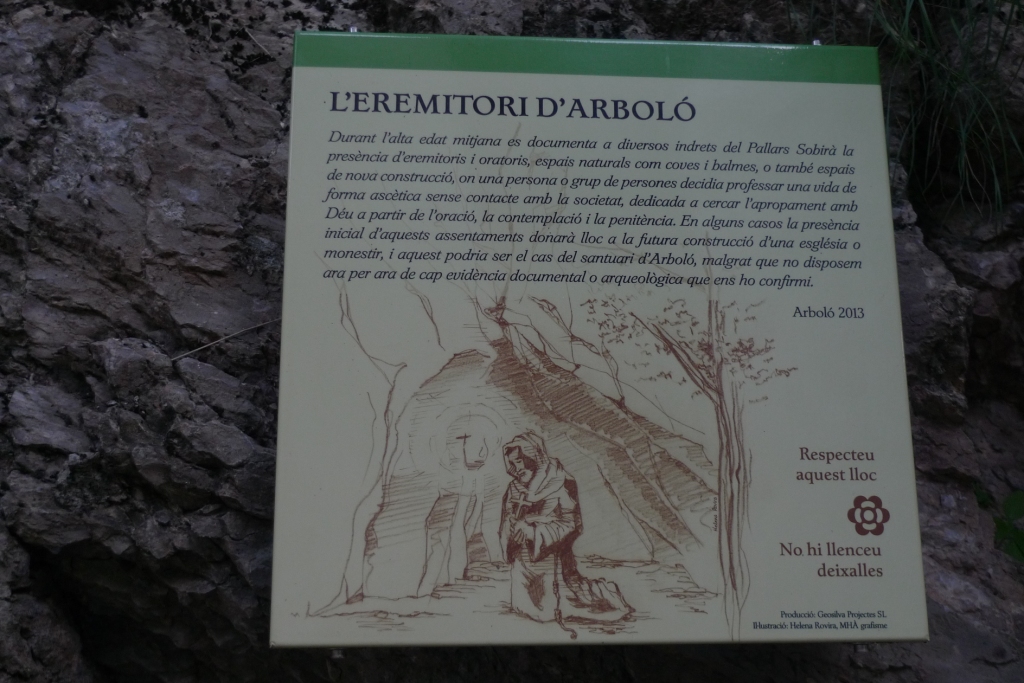 L'EREMITORI D'ARBOLÓ
Durant l'alta edat mitjana es documenta a diversos indrets del Pallars Sobirà la
presència d'eremitoris i oratoris, espais naturals com coves i balmes, o també espais
de nova construcció, on una persona o grup de persones decidia professar una vida de
forma ascètica sense contacte amb la societat, dedicada a cercar l'apropament amb
Déu a partir de l'oració, la contemplació i la penitència. En alguns casos la presència
inicial d'aquests assentaments donarà lloc a la futura construcció d'una església o
monestir, i aquest podria ser el cas del santuari d'Arboló, malgrat que no disposem
ara per ara de cap evidència documental o arqueològica que ens ho confirmi.
Arboló 2013
Respecteu
aquest lloc
No hi llenceu
deixalles
Producció: Geosilva Projectes SL
Il·lustració: Helena Rovira, MHÀ grafisme